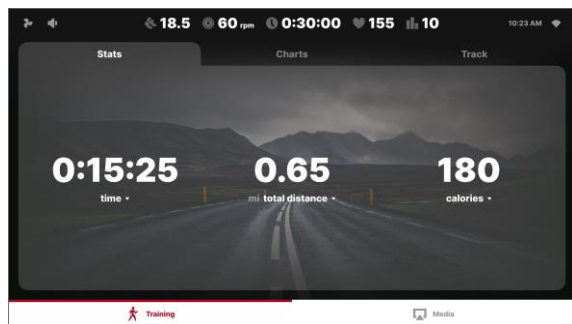 18.5 60 rpm 0:30:00 155 10 10:23 AM
Stats Charts Track
0:15:25 0.65 180
time mi total distance calories
Training Media